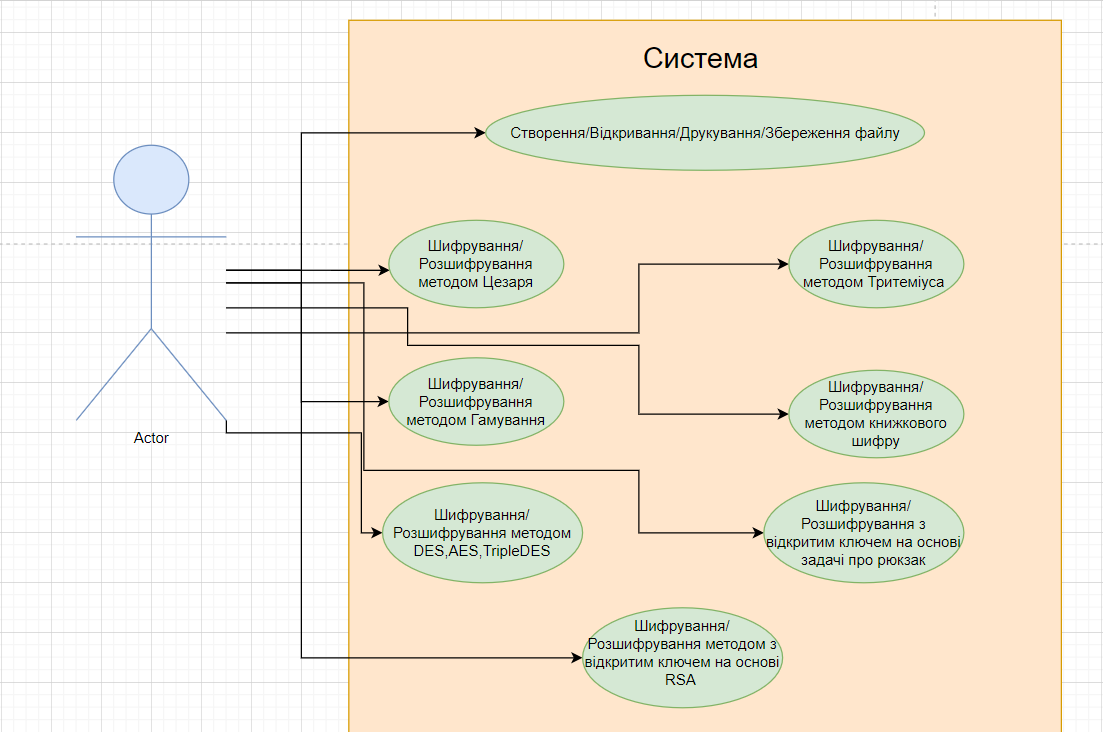 Система
Створення/Відкривання/Друкування/Збереження файлу
Шифрування/
Розшифрування
методом Цезаря
Шифрування/
Розшифрування
методом Тритеміуса
Шифрування/
Розшифрування
методом Гамування
Шифрування/
Розшифрування
методом книжкового
шифру
Actor
Шифрування/
Розшифрування методом
DES,AES,TripleDES
Шифрування/
Розшифрування з
відкритим ключем на основі
задачі про рюкзак
Шифрування/
Розшифрування методом з
відкритим ключем на основі
RSA